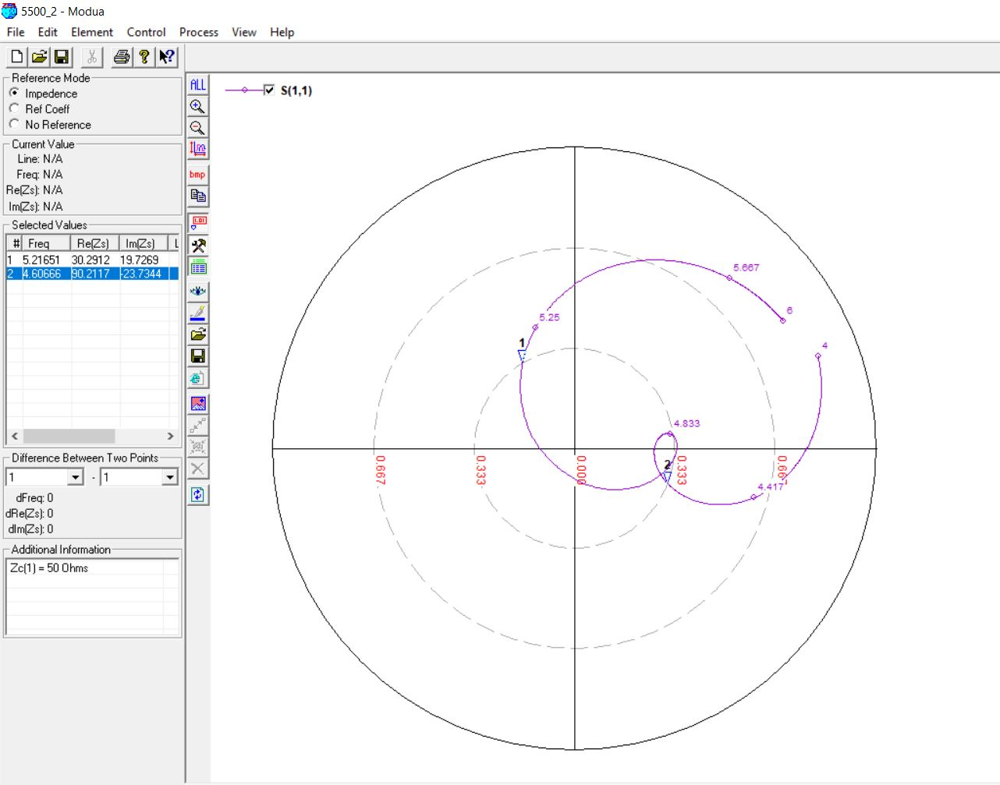 5500_2 - Modua
File Edit Element Control Process View Help
Reference Mode
Impedence
Ref Coeff
No Reference
Current Value
Line: N/A
Freq: N/A
Re(Zs): N/A
Im(Zs): N/A
Selected Values
# Freq Re(Zs) Im(Zs) L
1 5.21651 30.2912 19.7269
2 4.60666 90.2117 -23.7344
Difference Between Two Points
1 - 1
dFreq: 0
dRe(Zs): 0
dIm(Zs): 0
Additional Information
Zc(1) = 50 Ohms
ALL
bmp
1.01
S(1,1)
5.667
6
5.25
1
4
4.833
2
0.667
0.333
0.000
0.333
0.667
4.417